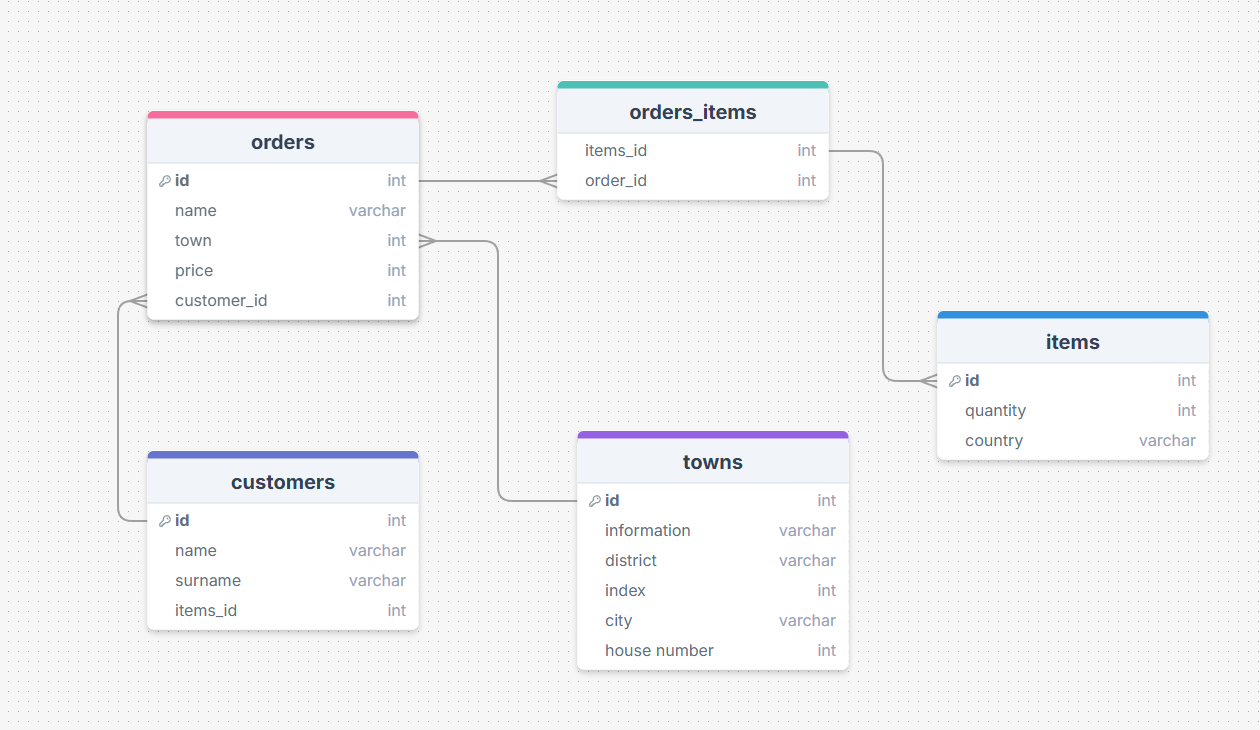 orders
id int
name varchar
town int
price int
customer_id int
orders_items
items_id int
order_id int
items
id int
quantity int
country varchar
customers
id int
name varchar
surname varchar
items_id int
towns
id int
information varchar
district varchar
index int
city varchar
house number int